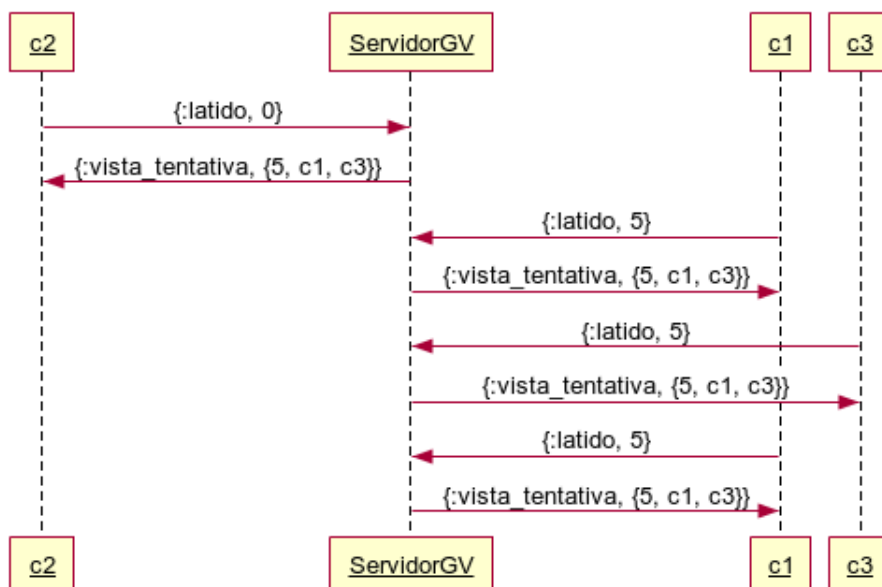 c2 ServidorGV c1 c3
{:latido, 0}
{:vista_tentativa, {5, c1, c3}}
{:latido, 5}
{:vista_tentativa, {5, c1, c3}}
{:latido, 5}
{:vista_tentativa, {5, c1, c3}}
{:latido, 5}
{:vista_tentativa, {5, c1, c3}}
c2 ServidorGV c1 c3